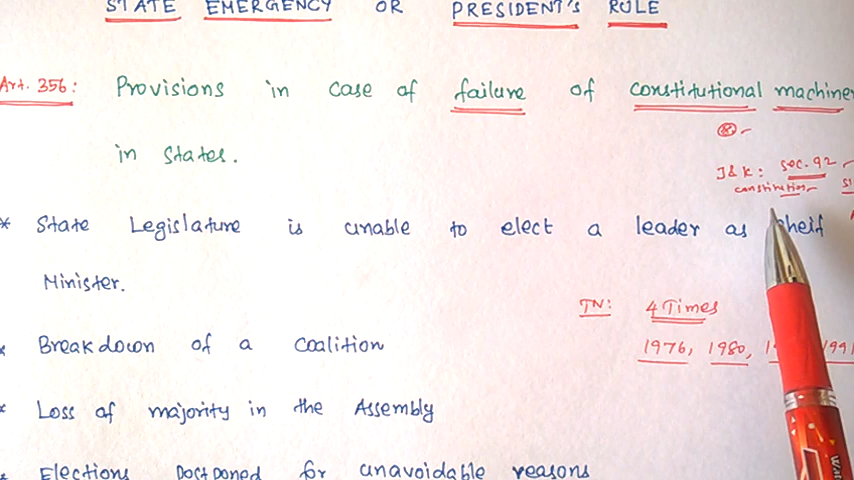 STATE EMERGENCY OR PRESIDENT'S RULE
Art. 356: Provisions in case of failure of constitutional machiner
in States.
J&K: Sec. 92
constitution
* State Legislature is unable to elect a leader as cheif
Minister.
TN: 4 Times
1976, 1980, 1991
* Breakdown of a Coalition
* Loss of majority in the Assembly
* Elections postponed for unavoidable reasons